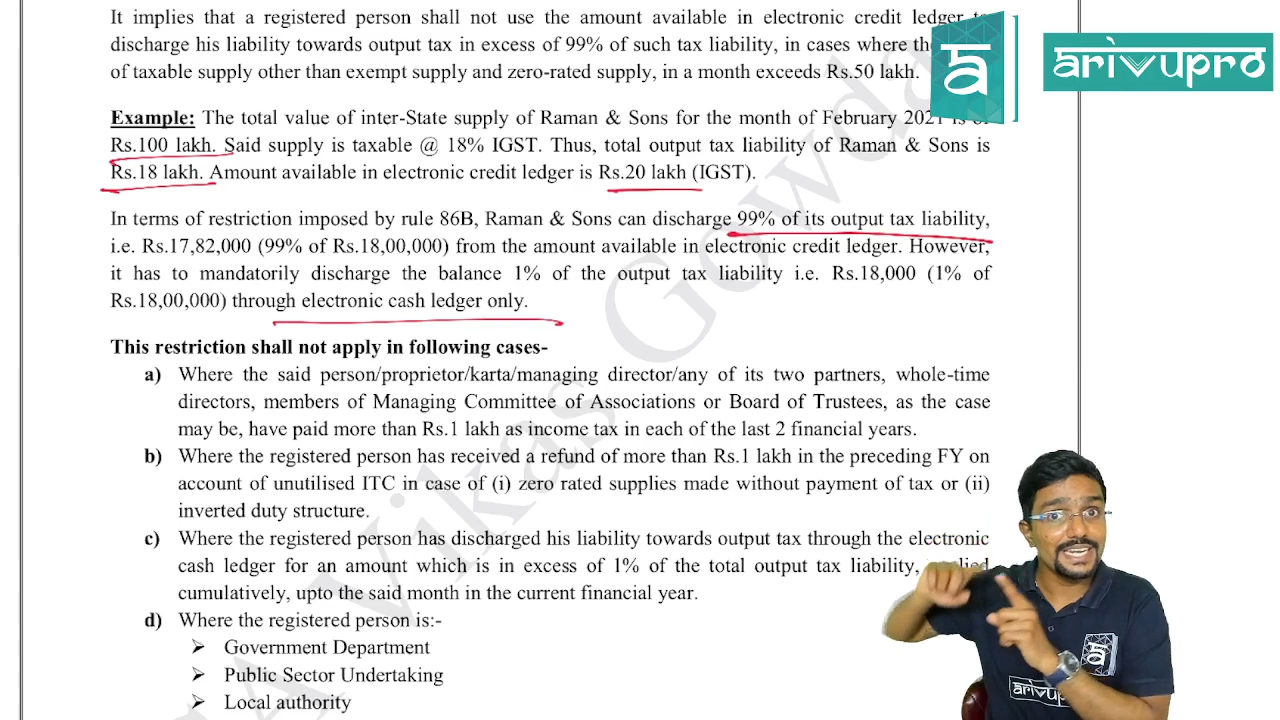 It implies that a registered person shall not use the amount available in electronic credit ledger to
discharge his liability towards output tax in excess of 99% of such tax liability, in cases where the
of taxable supply other than exempt supply and zero-rated supply, in a month exceeds Rs.50 lakh.
arivupro
Example: The total value of inter-State supply of Raman & Sons for the month of February 2021 is of
Rs.100 lakh. Said supply is taxable @ 18% IGST. Thus, total output tax liability of Raman & Sons is
Rs.18 lakh. Amount available in electronic credit ledger is Rs.20 lakh (IGST).
In terms of restriction imposed by rule 86B, Raman & Sons can discharge 99% of its output tax liability,
i.e. Rs.17,82,000 (99% of Rs.18,00,000) from the amount available in electronic credit ledger. However,
it has to mandatorily discharge the balance 1% of the output tax liability i.e. Rs.18,000 (1% of
Rs.18,00,000) through electronic cash ledger only.
This restriction shall not apply in following cases-
a) Where the said person/proprietor/karta/managing director/any of its two partners, whole-time
directors, members of Managing Committee of Associations or Board of Trustees, as the case
may be, have paid more than Rs.1 lakh as income tax in each of the last 2 financial years.
b) Where the registered person has received a refund of more than Rs.1 lakh in the preceding FY on
account of unutilised ITC in case of (i) zero rated supplies made without payment of tax or (ii)
inverted duty structure.
c) Where the registered person has discharged his liability towards output tax through the electronic
cash ledger for an amount which is in excess of 1% of the total output tax liability,
cumulatively, upto the said month in the current financial year.
d) Where the registered person is:-
➢ Government Department
➢ Public Sector Undertaking
➢ Local authority
Vikas Gowda
arivupro